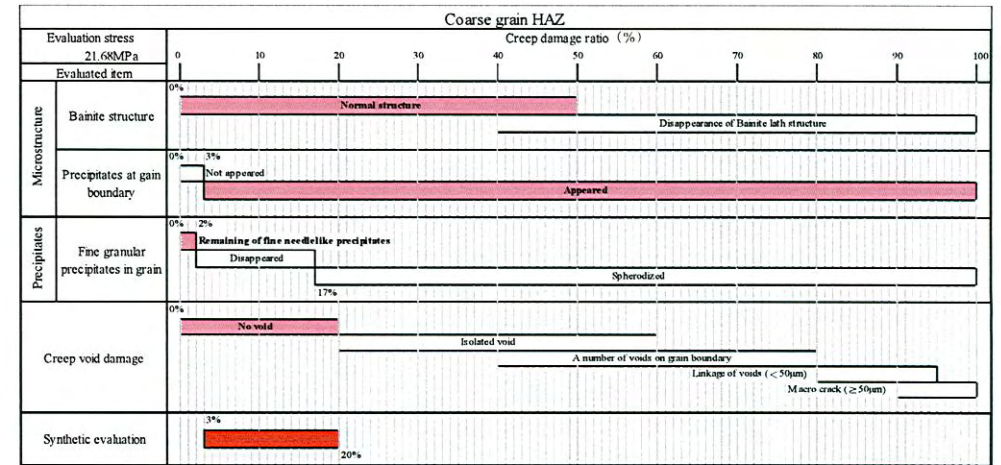 Coarse grain HAZ
Evaluation stress
21.68MPa
Creep damage ratio (%)
0 10 20 30 40 50 60 70 80 90 100
Evaluated item
Microstructure
Bainite structure
0%
Normal structure
Disappearance of Bainite lath structure
Precipitates at gain
boundary
0% 3%
Not appeared
Appeared
Precipitates
Fine granular
precipitates in grain
0% 2%
Remaining of fine needlelike precipitates
Disappeared
Spherodized
17%
Creep void damage
0%
No void
Isolated void
A number of voids on grain boundary
Linkage of voids (<50μm)
Macro crack (≥50μm)
Synthetic evaluation
3%
20%